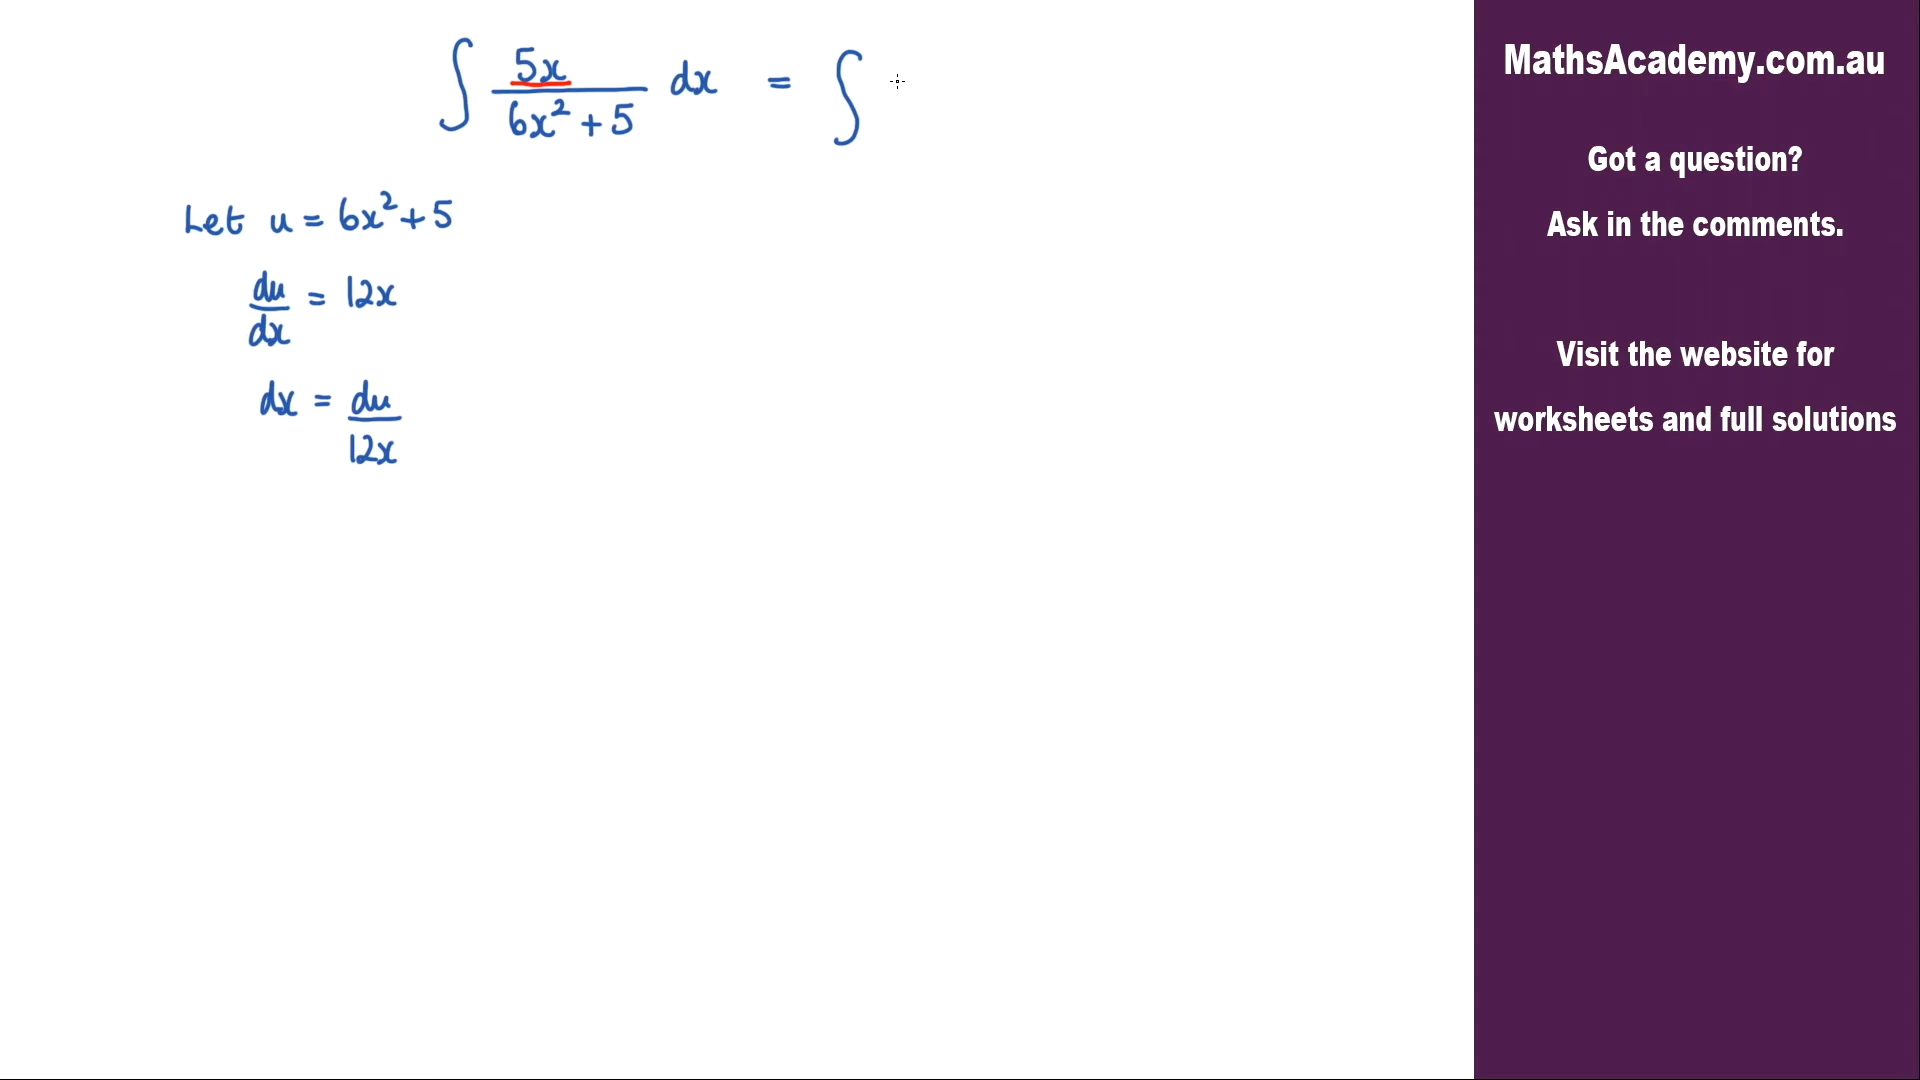 ∫ 5x / (6x² + 5) dx = ∫
Let u = 6x² + 5
du/dx = 12x
dx = du/12x
MathsAcademy.com.au
Got a question?
Ask in the comments.
Visit the website for
worksheets and full solutions